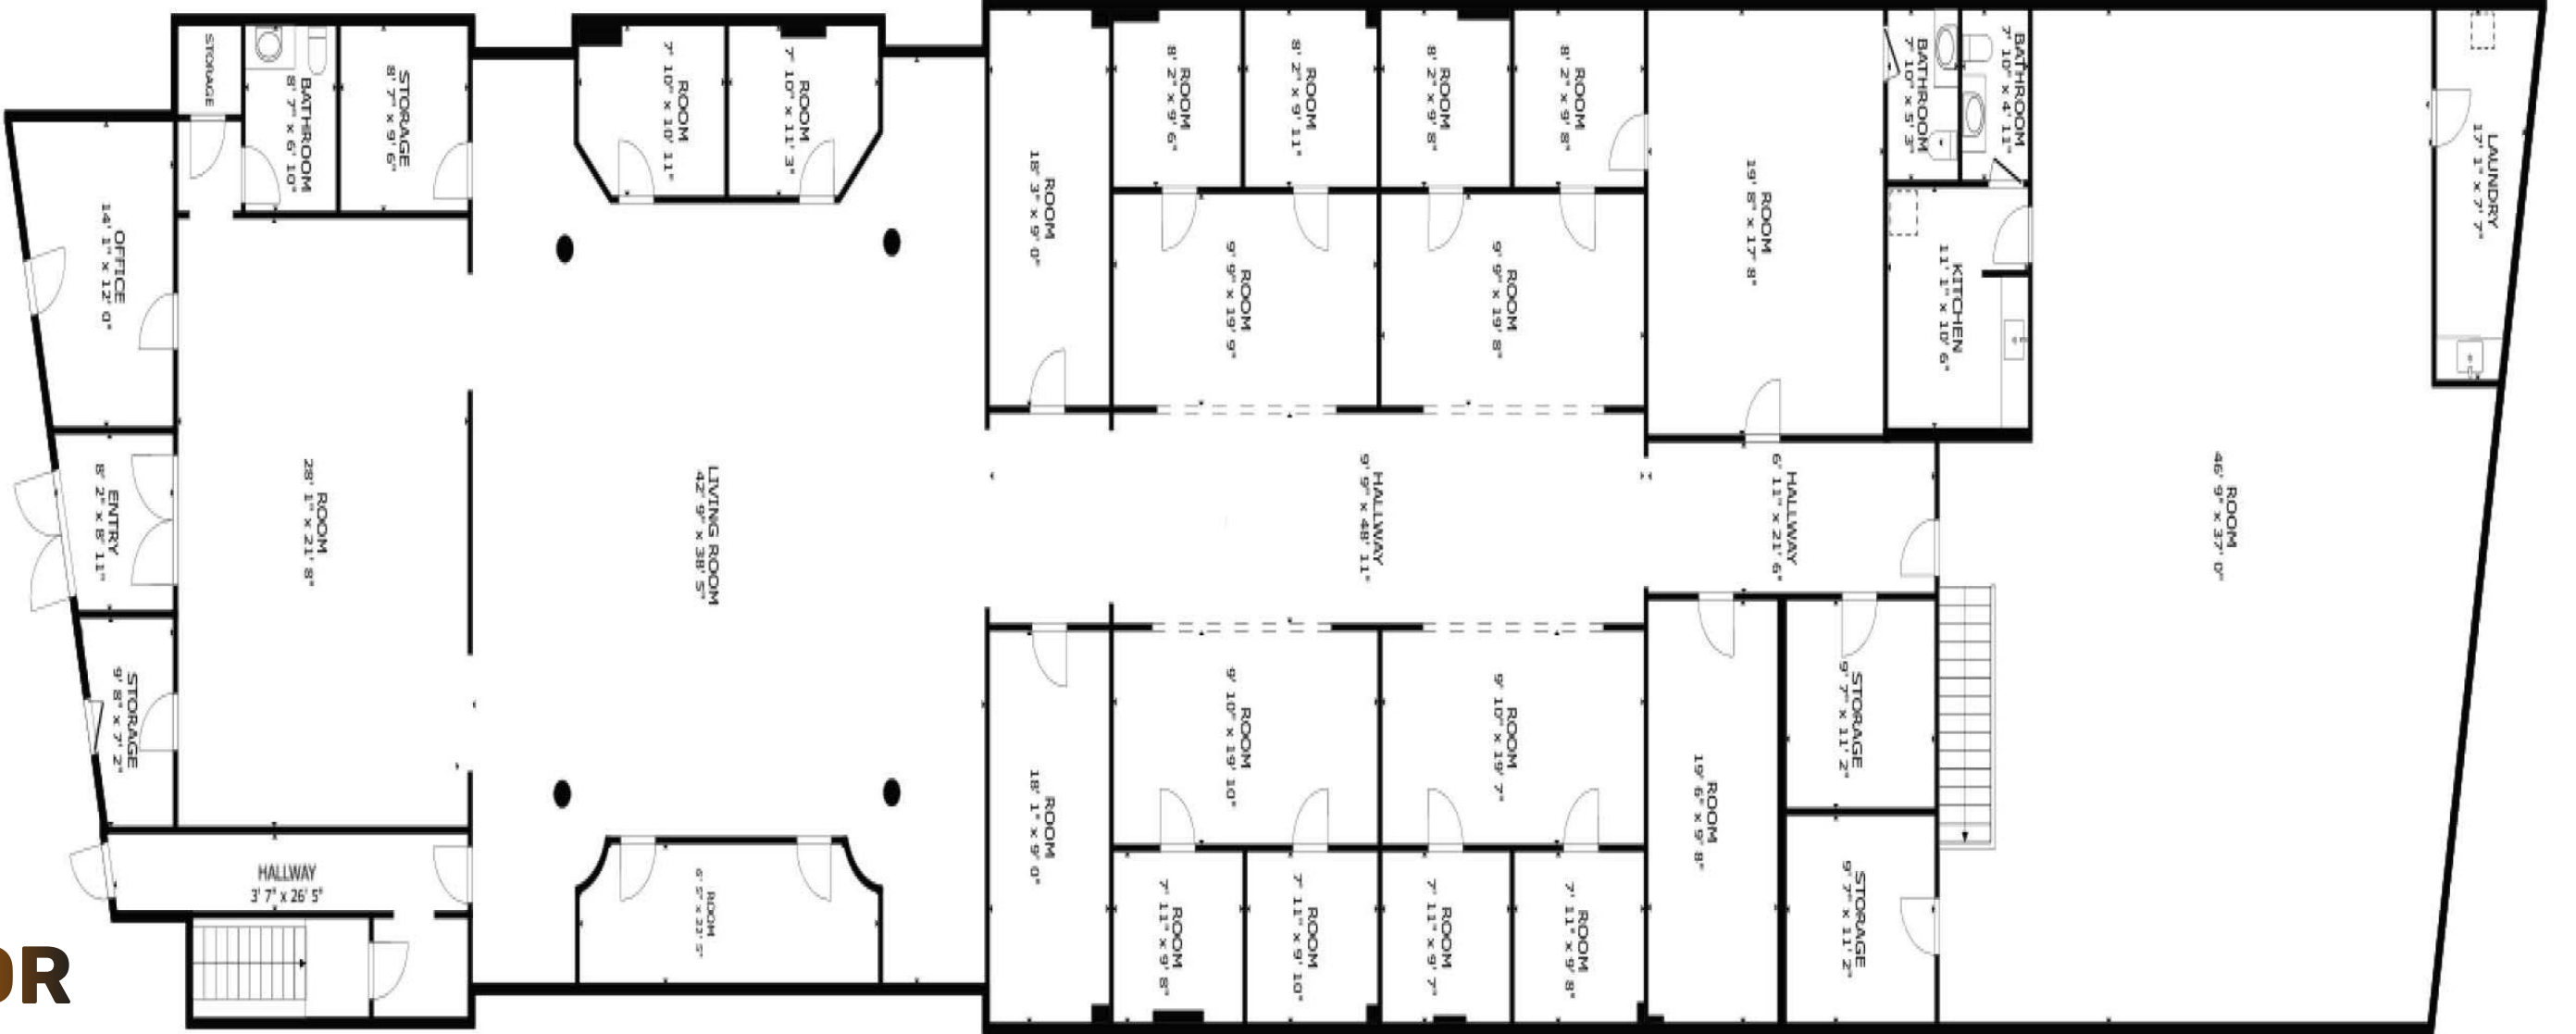 STORAGE
BATHROOM
8' 7" x 6' 10"
STORAGE
8' 7" x 9' 6"
ROOM
7' 10" x 10' 11"
ROOM
7' 10" x 11' 3"
ROOM
18' 3" x 9' 0"
ROOM
8' 2" x 9' 6"
ROOM
8' 2" x 9' 11"
ROOM
8' 2" x 9' 8"
ROOM
8' 2" x 9' 8"
ROOM
19' 8" x 17' 8"
BATHROOM
7' 10" x 5' 3"
BATHROOM
7' 10" x 4' 11"
LAUNDRY
17' 1" x 7' 7"
OFFICE
14' 1" x 12' 0"
ROOM
9' 9" x 19' 9"
ROOM
9' 9" x 19' 8"
KITCHEN
11' 1" x 10' 6"
ENTRY
8' 2" x 8' 11"
ROOM
28' 1" x 21' 8"
LIVING ROOM
42' 9" x 38' 5"
HALLWAY
9' 9" x 48' 11"
HALLWAY
6' 11" x 21' 6"
ROOM
46' 9" x 37' 0"
STORAGE
9' 8" x 7' 2"
ROOM
18' 1" x 9' 0"
ROOM
9' 10" x 19' 10"
ROOM
9' 10" x 19' 7"
ROOM
19' 6" x 9' 8"
STORAGE
9' 7" x 11' 2"
HALLWAY
3' 7" x 26' 5"
ROOM
6' 5" x 22' 5"
ROOM
7' 11" x 9' 8"
ROOM
7' 11" x 9' 10"
ROOM
7' 11" x 9' 7"
ROOM
7' 11" x 9' 8"
STORAGE
9' 7" x 11' 2"
OR